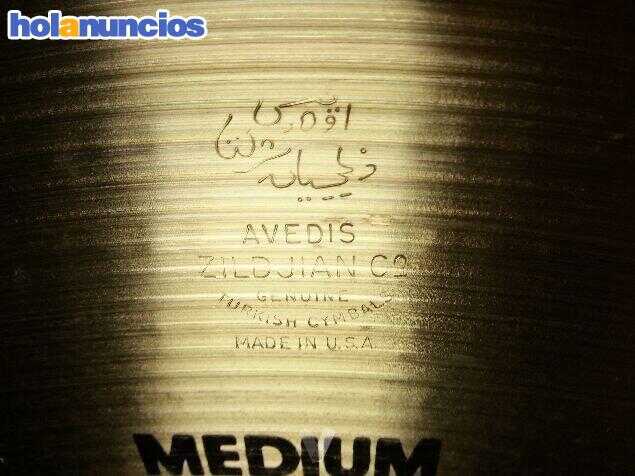 holanuncios
AVEDIS
ZILDJIAN CO
GENUINE
TURKISH CYMBALS
MADE IN U.S.A
MEDIUM